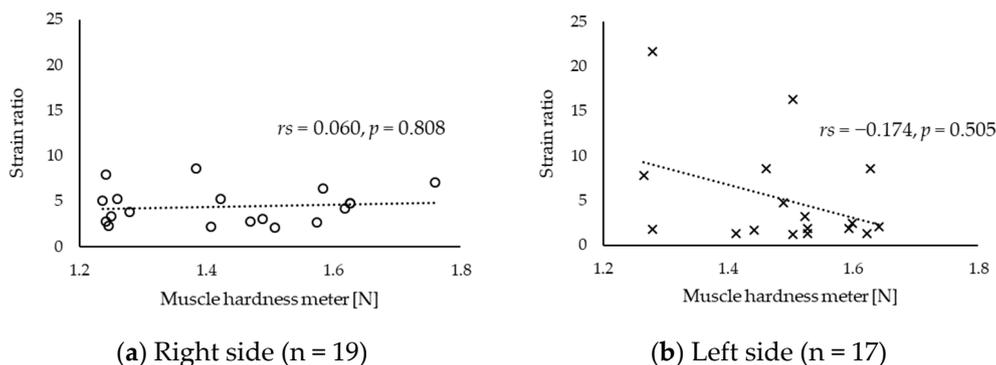 25
20
15
10
5
0
Strain ratio
rs = 0.060, p = 0.808
1.2 1.4 1.6 1.8
Muscle hardness meter [N]
(a) Right side (n = 19)
25
20
15
10
5
0
Strain ratio
rs = −0.174, p = 0.505
1.2 1.4 1.6 1.8
Muscle hardness meter [N]
(b) Left side (n = 17)